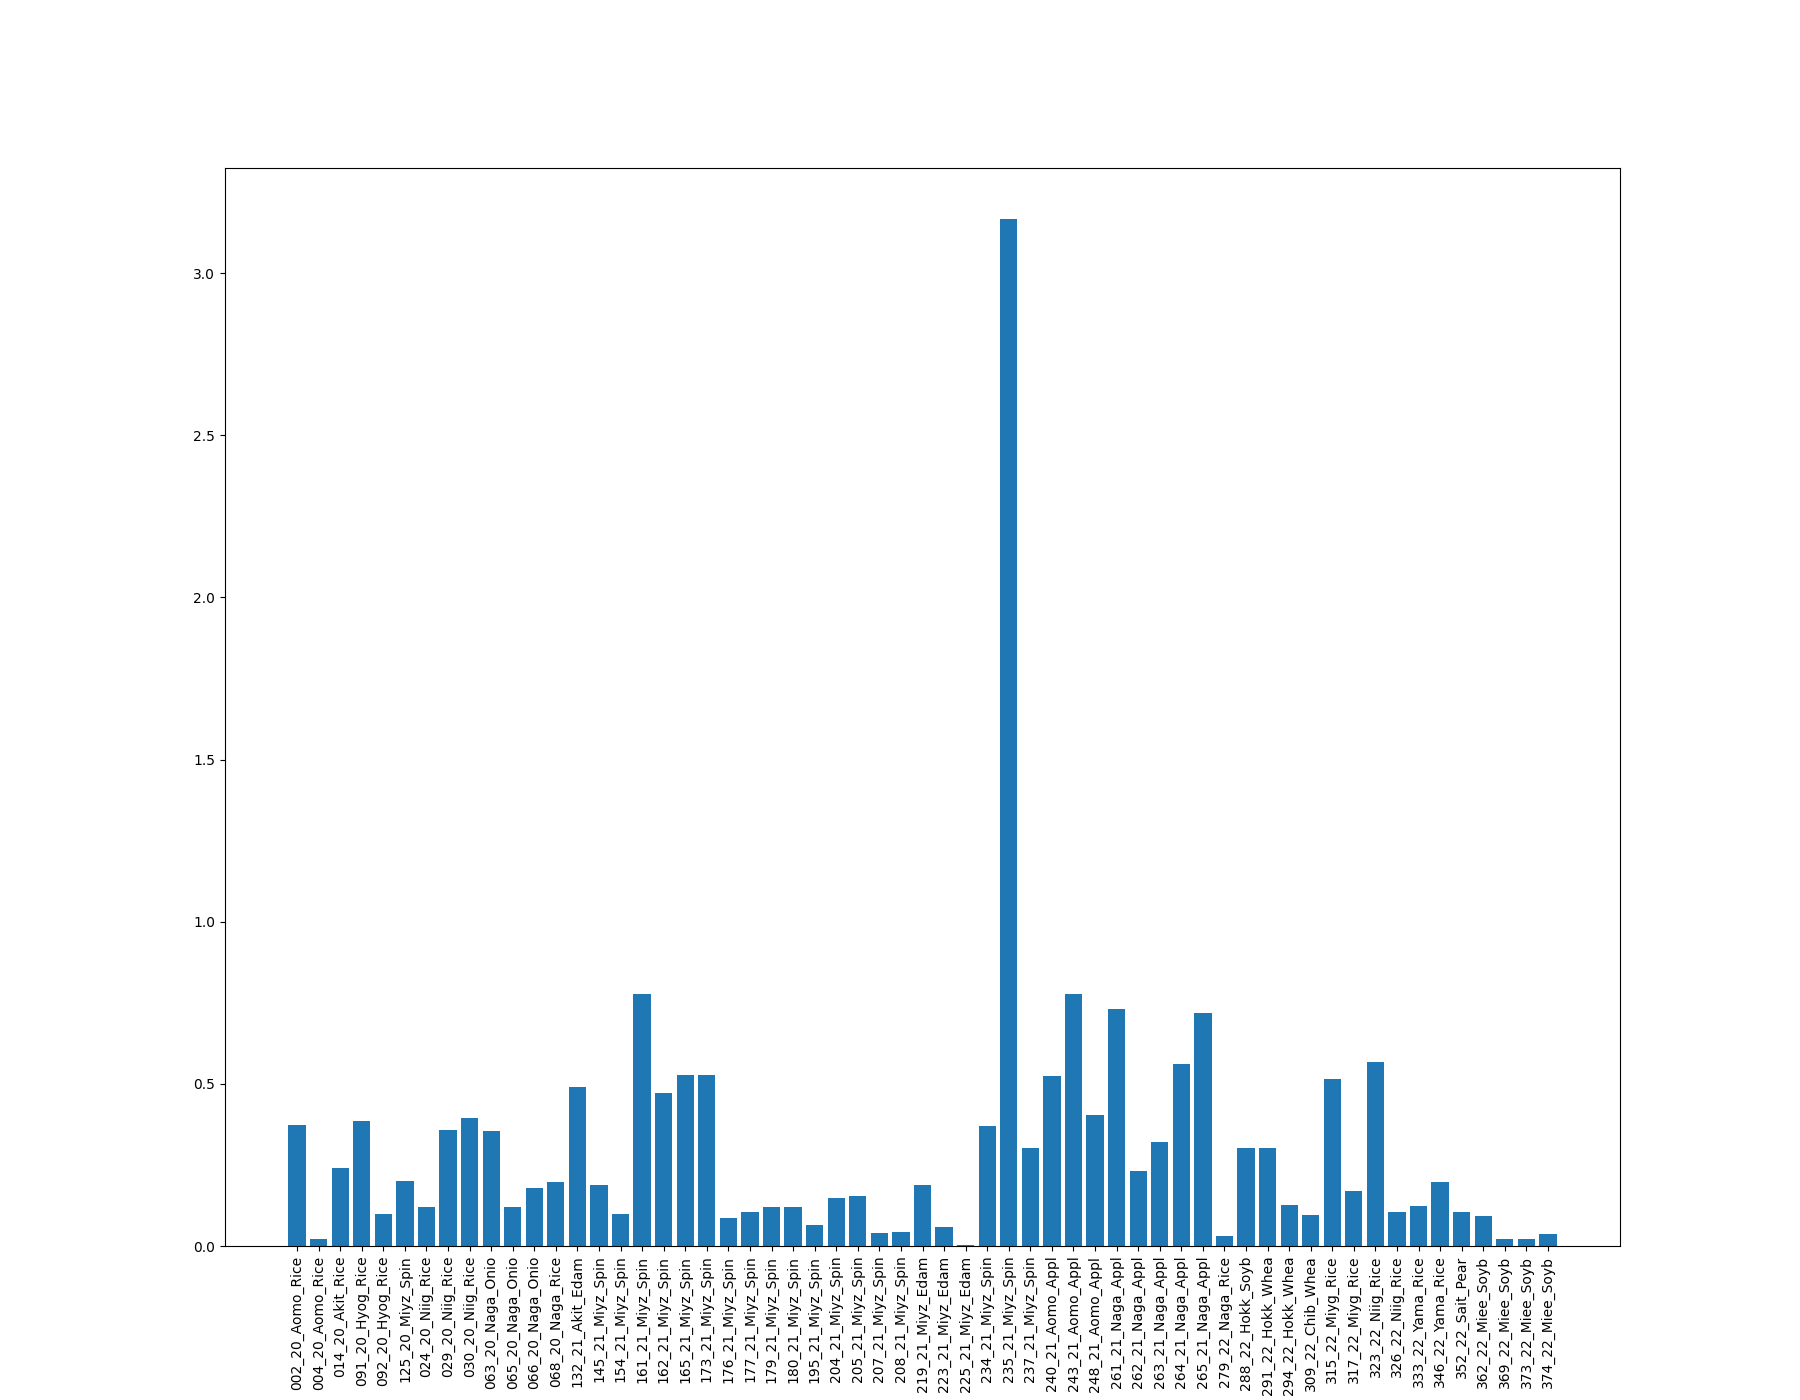 3.0
2.5
2.0
1.5
1.0
0.5
0.0
002_20_Aomo_Rice
004_20_Aomo_Rice
014_20_Akit_Rice
091_20_Hyog_Rice
092_20_Hyog_Rice
125_20_Miyz_Spin
024_20_Niig_Rice
029_20_Niig_Rice
030_20_Niig_Rice
063_20_Naga_Onio
065_20_Naga_Onio
066_20_Naga_Onio
068_20_Naga_Rice
132_21_Akit_Edam
145_21_Miyz_Spin
154_21_Miyz_Spin
161_21_Miyz_Spin
162_21_Miyz_Spin
165_21_Miyz_Spin
173_21_Miyz_Spin
176_21_Miyz_Spin
177_21_Miyz_Spin
179_21_Miyz_Spin
180_21_Miyz_Spin
195_21_Miyz_Spin
204_21_Miyz_Spin
205_21_Miyz_Spin
207_21_Miyz_Spin
208_21_Miyz_Spin
219_21_Miyz_Edam
223_21_Miyz_Edam
225_21_Miyz_Edam
234_21_Miyz_Spin
235_21_Miyz_Spin
237_21_Miyz_Spin
240_21_Aomo_Appl
243_21_Aomo_Appl
248_21_Aomo_Appl
261_21_Naga_Appl
262_21_Naga_Appl
263_21_Naga_Appl
264_21_Naga_Appl
265_21_Naga_Appl
279_22_Naga_Rice
288_22_Hokk_Soyb
291_22_Hokk_Whea
294_22_Hokk_Whea
309_22_Chib_Whea
315_22_Miyg_Rice
317_22_Miyg_Rice
323_22_Niig_Rice
326_22_Niig_Rice
333_22_Yama_Rice
346_22_Yama_Rice
352_22_Sait_Pear
362_22_Miee_Soyb
369_22_Miee_Soyb
373_22_Miee_Soyb
374_22_Miee_Soyb